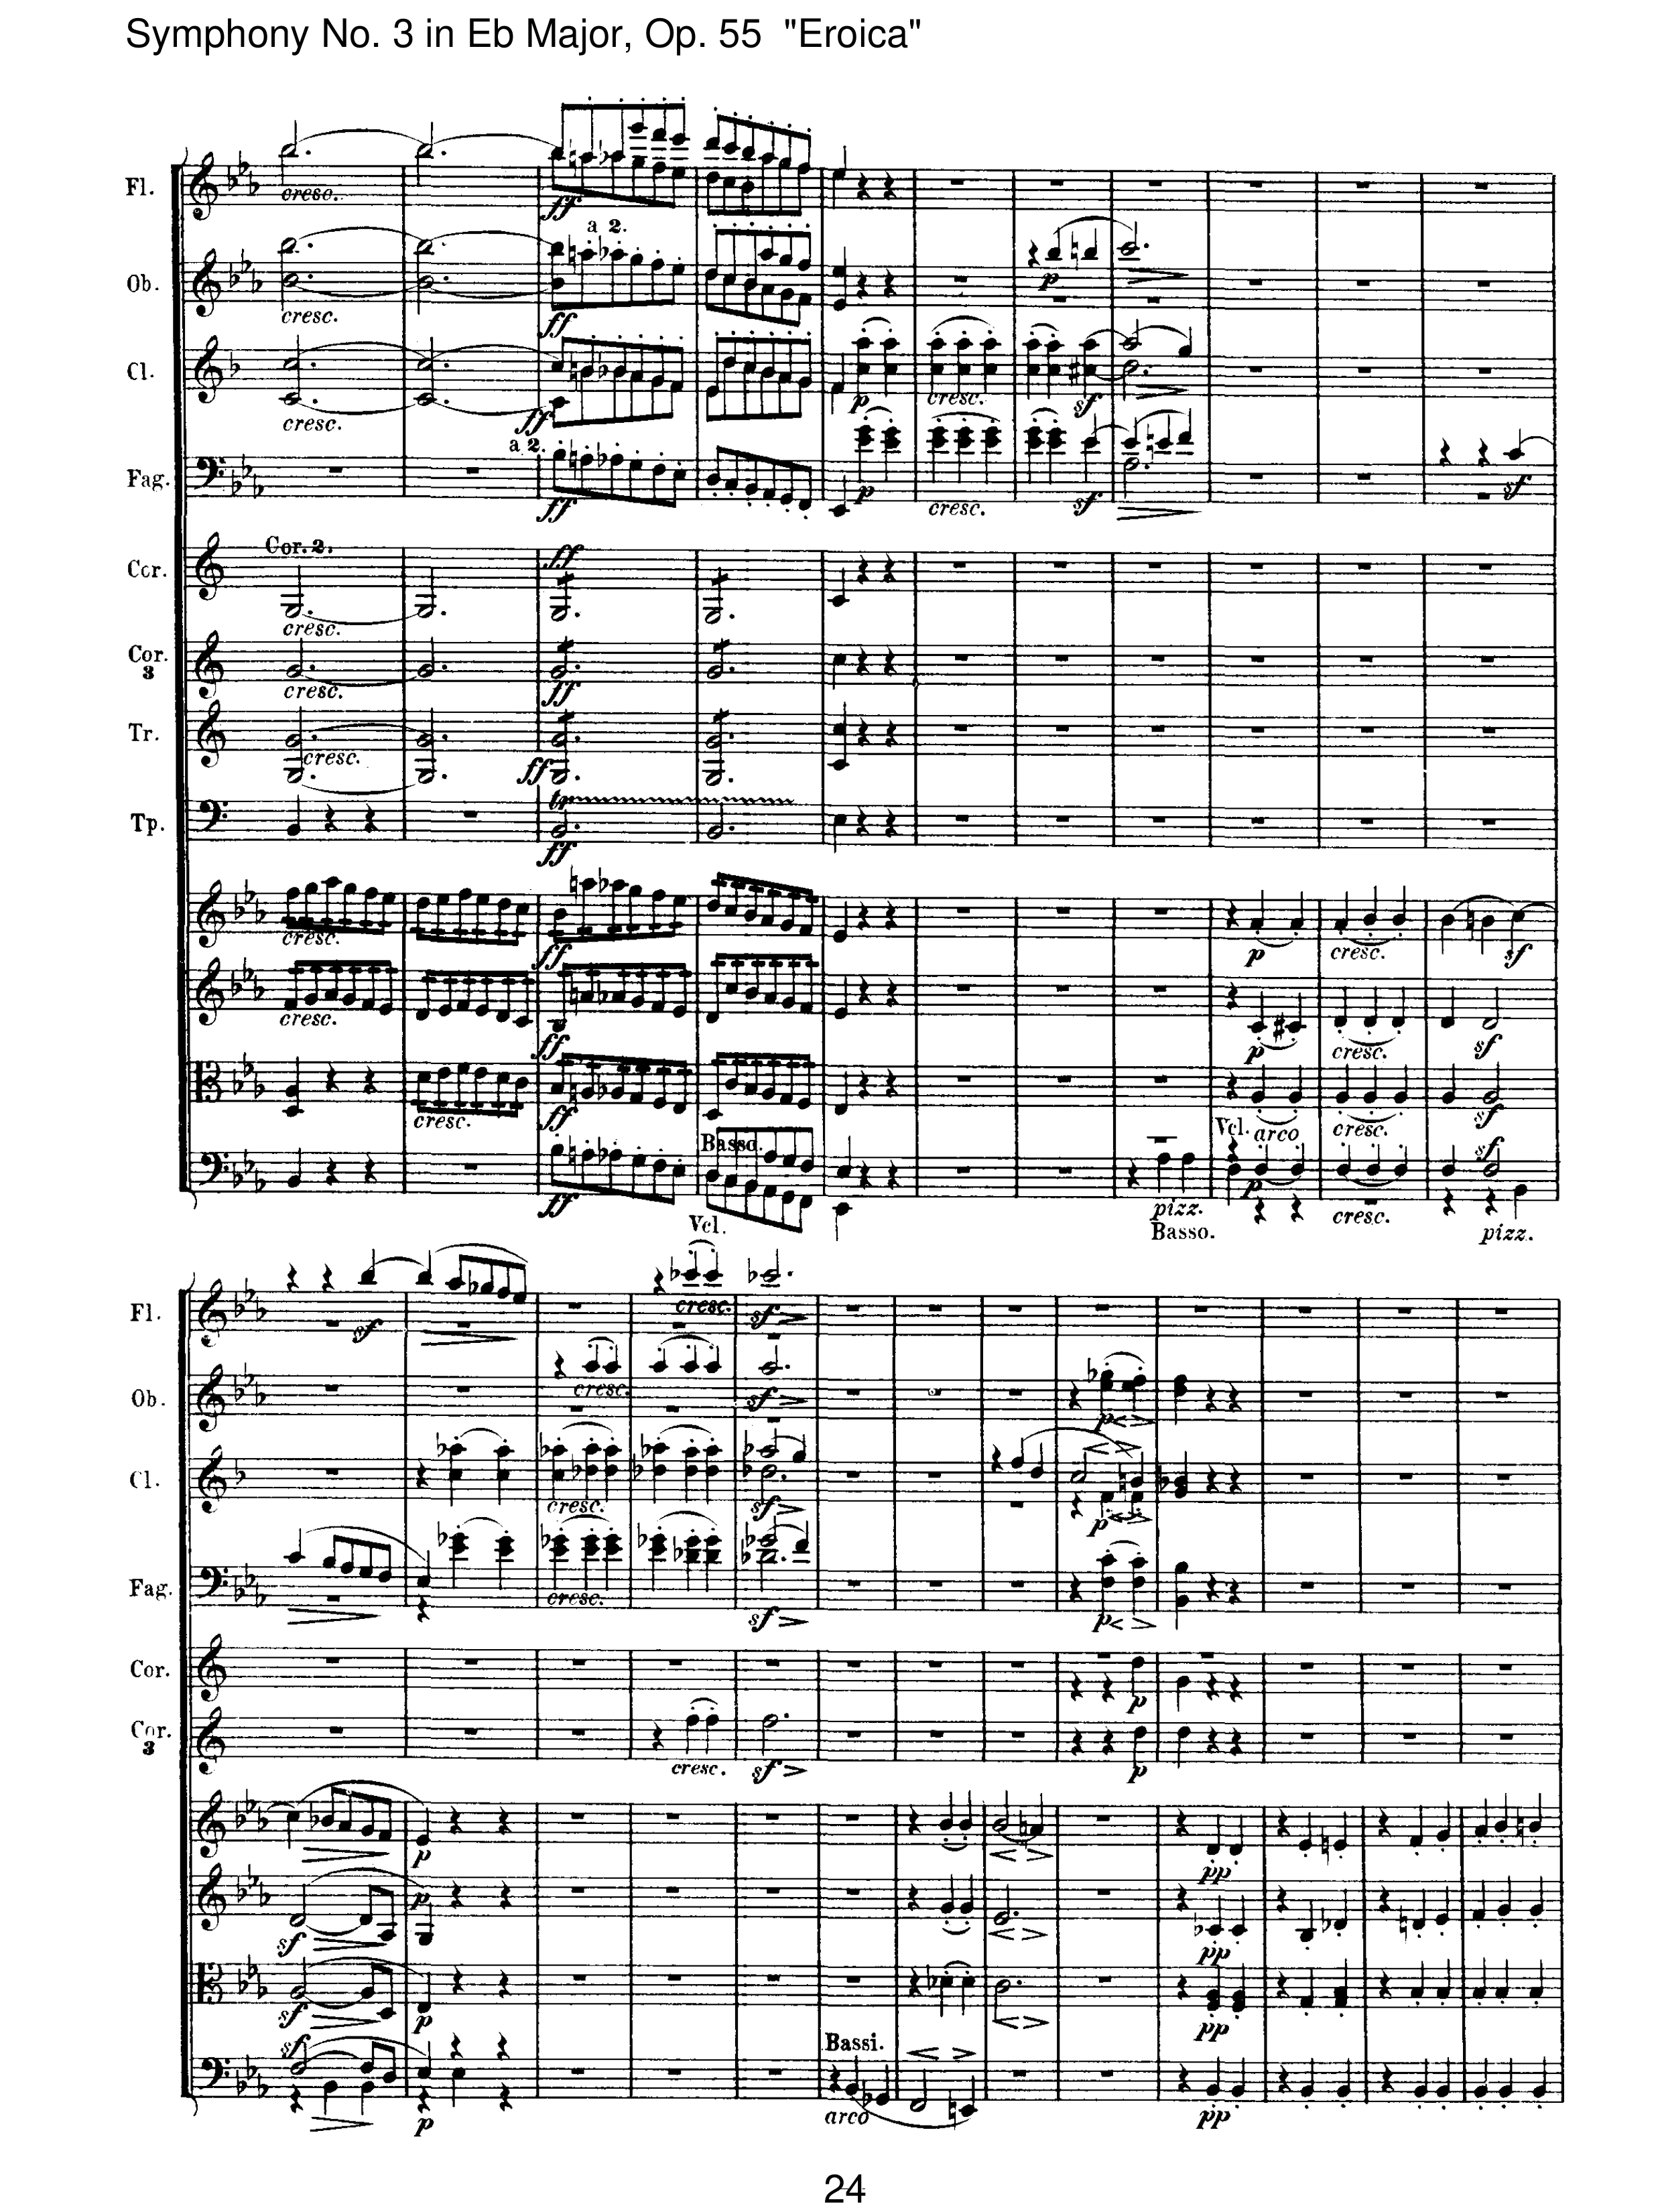 Symphony No. 3 in Eb Major, Op. 55 "Eroica"
Fl.
cresc.
ff
a 2.
Ob.
cresc.
ff
p
Cl.
cresc.
ff
p
cresc.
sf
Fag.
a 2.
ff
p
cresc.
sf
sf
Cor.
Cor. 2.
cresc.
ff
Cor.
3
cresc.
ff
Tr.
cresc.
ff
Tp.
tr
ff
cresc.
ff
p
cresc.
sf
cresc.
ff
p
cresc.
sf
cresc.
ff
arco
cresc.
sf
ff
Basso.
Vcl.
pizz.
Basso.
Vcl.
p
cresc.
sf
pizz.
Fl.
sf
cresc.
sf
Ob.
cresc.
sf
p
Cl.
cresc.
sf
p
Fag.
cresc.
sf
p
Cor.
p
Cor.
3
cresc.
sf
p
p
pp
sf
p
pp
sf
p
pp
sf
p
Bassi.
arco
pp
24